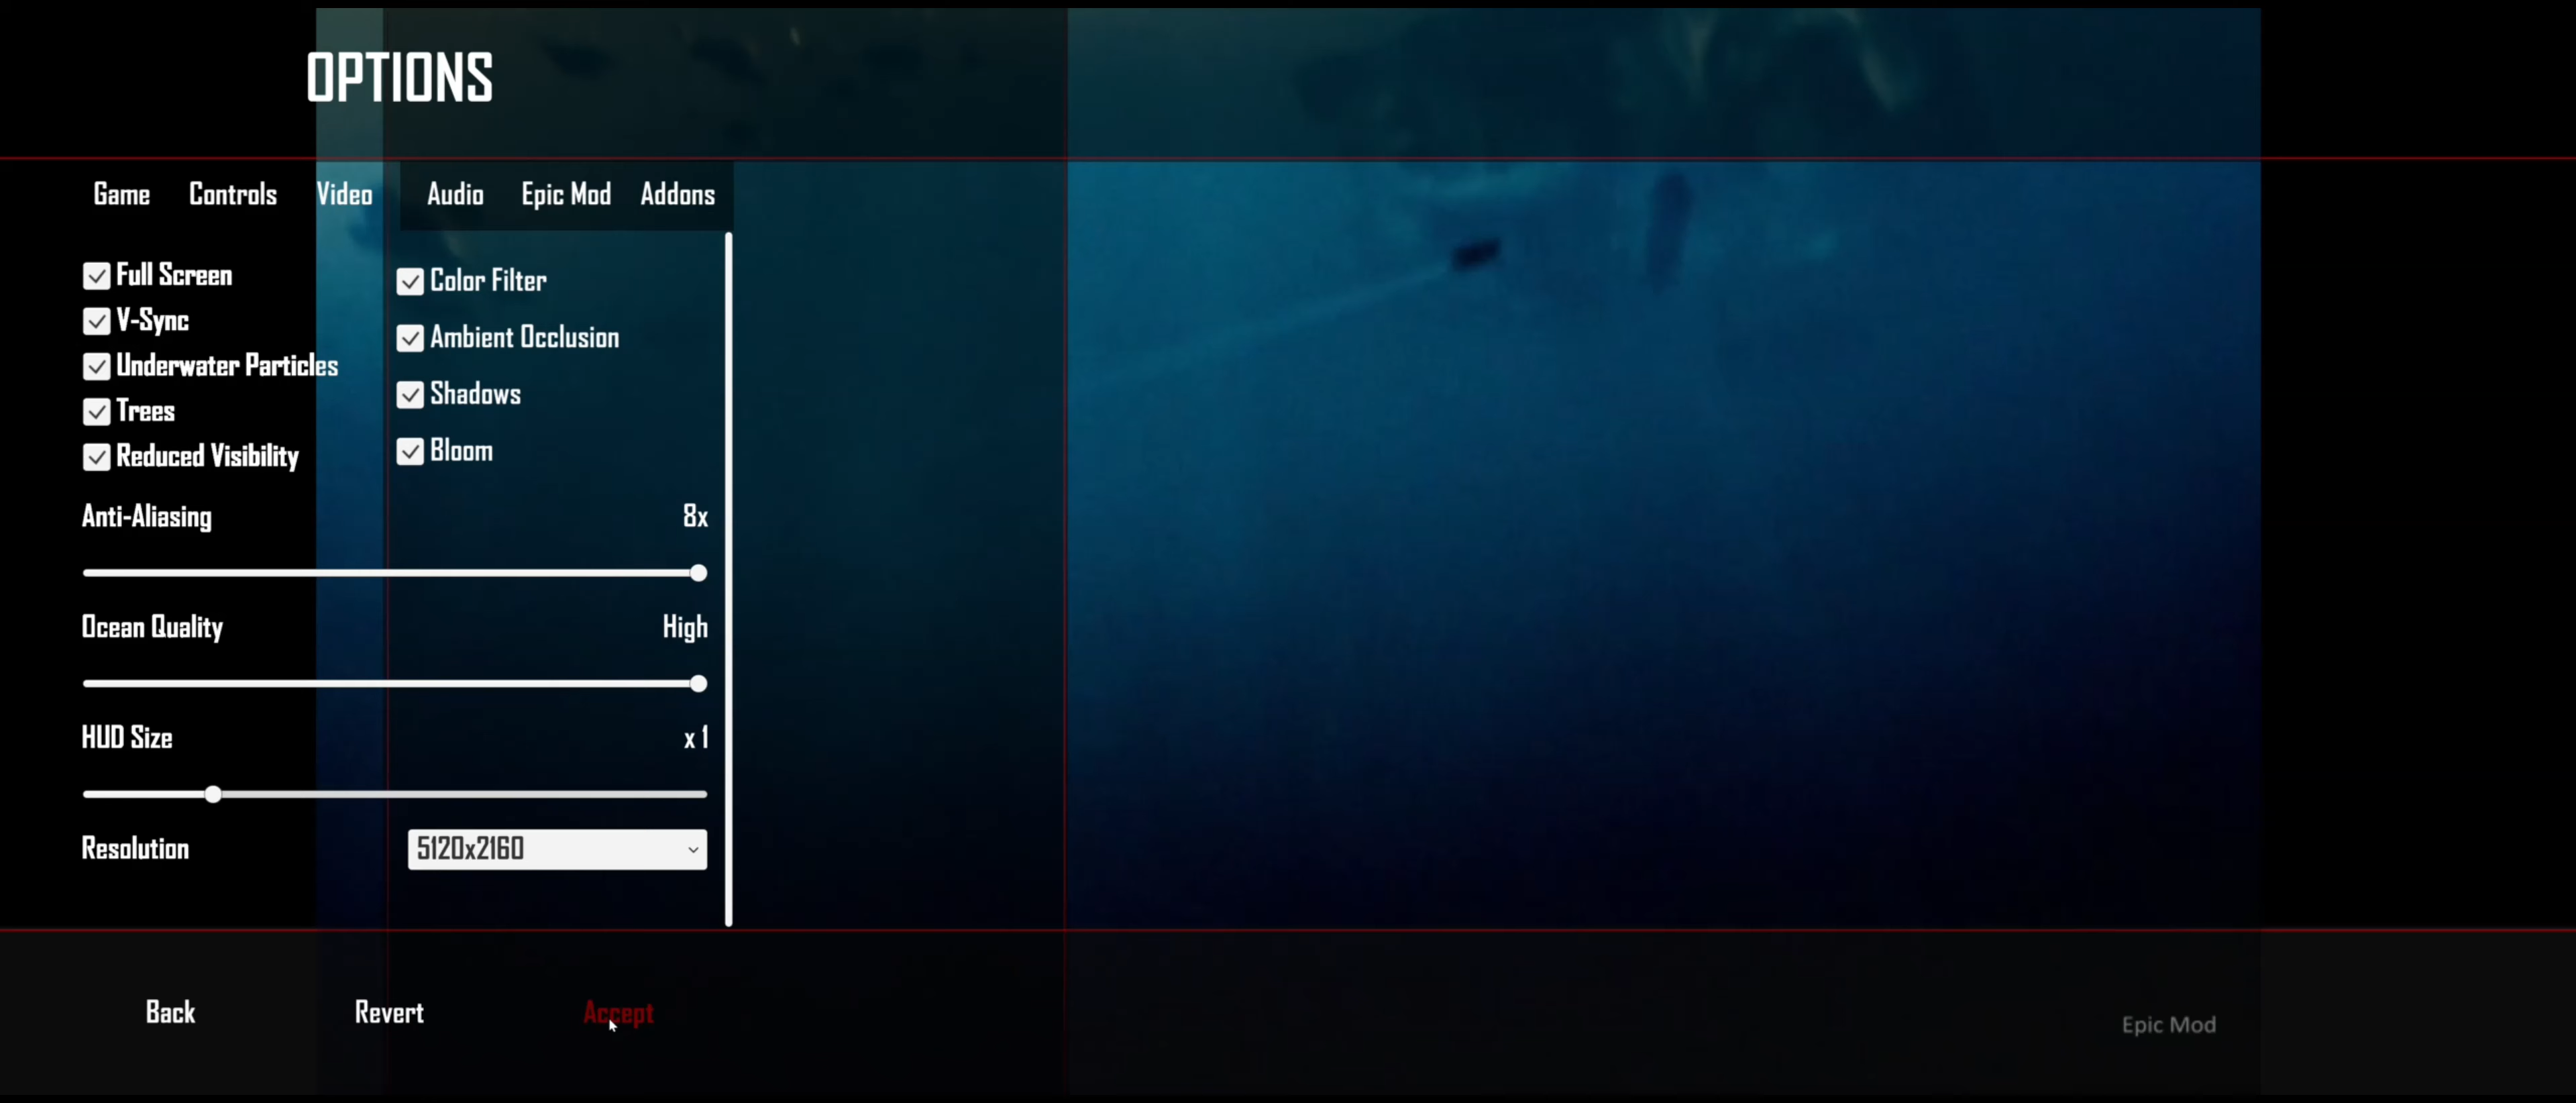 OPTIONS
Game Controls Video Audio Epic Mod Addons
Full Screen
Color Filter
V-Sync
Ambient Occlusion
Underwater Particles
Shadows
Trees
Bloom
Reduced Visibility
Anti-Aliasing 8x
Ocean Quality High
HUD Size x 1
Resolution 5120x2160
Back Revert Accept
Epic Mod